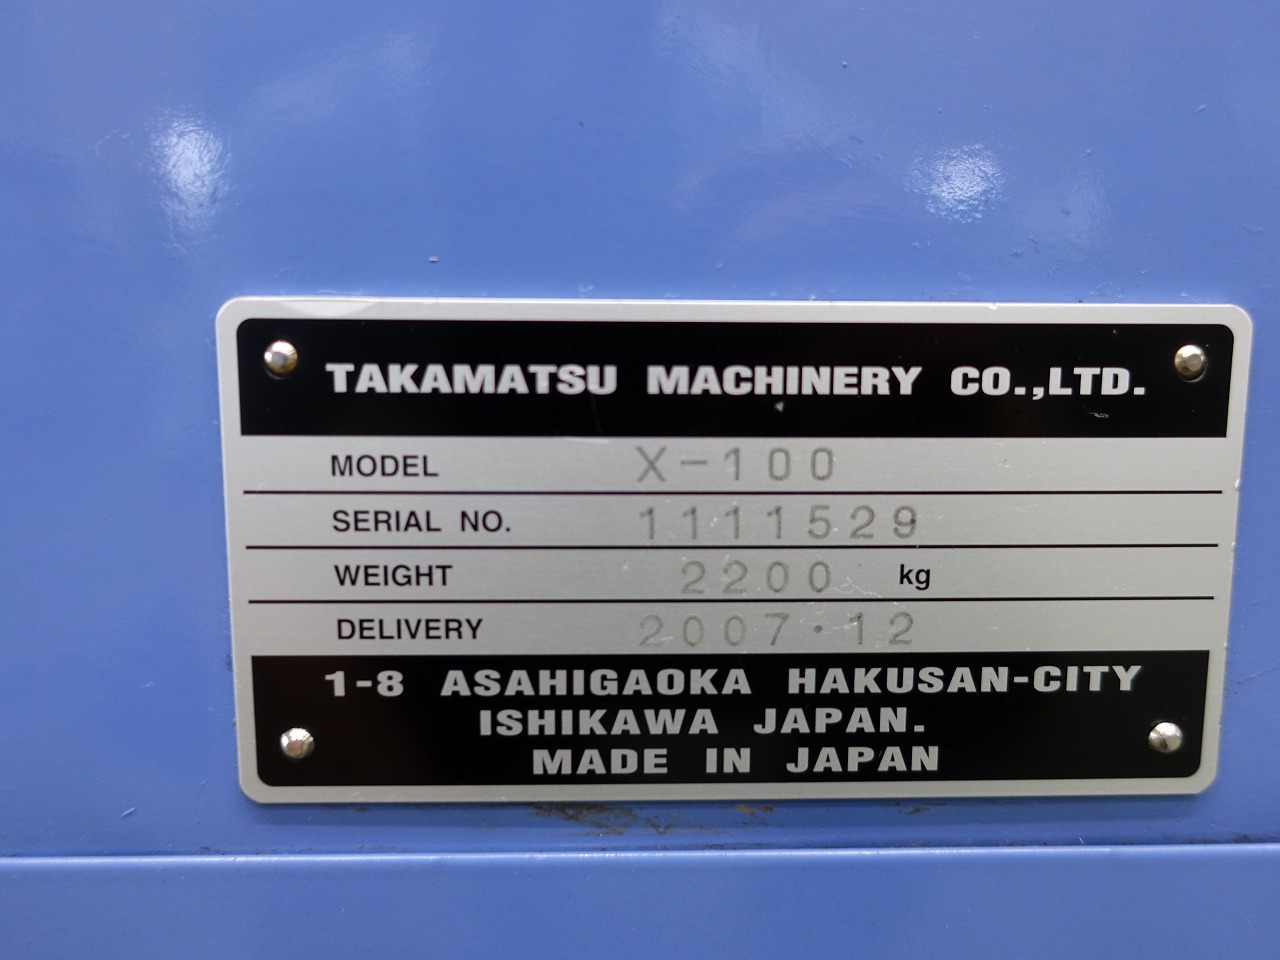 TAKAMATSU MACHINERY CO.,LTD.
MODEL X-100
SERIAL NO. 1111529
WEIGHT 2200 kg
DELIVERY 2007·12
1-8 ASAHIGAOKA HAKUSAN-CITY
ISHIKAWA JAPAN.
MADE IN JAPAN